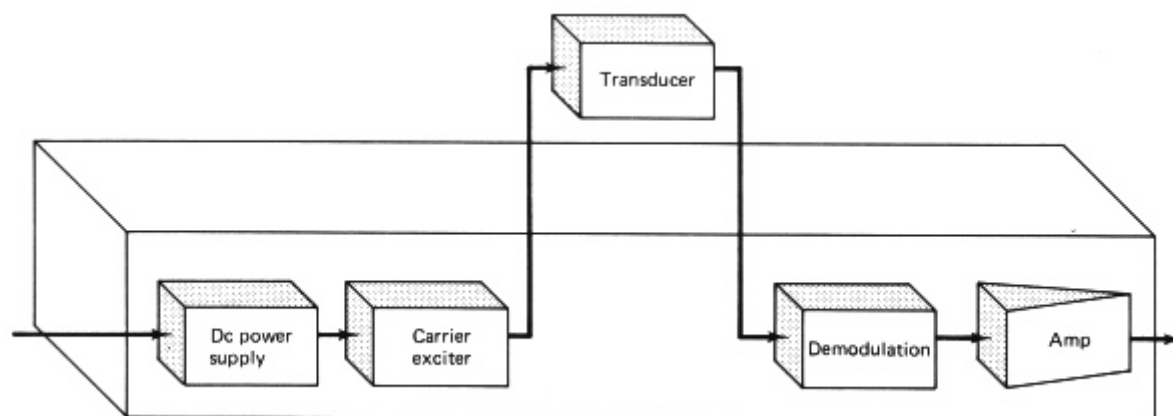 Transducer
Dc power
supply
Carrier
exciter
Demodulation
Amp